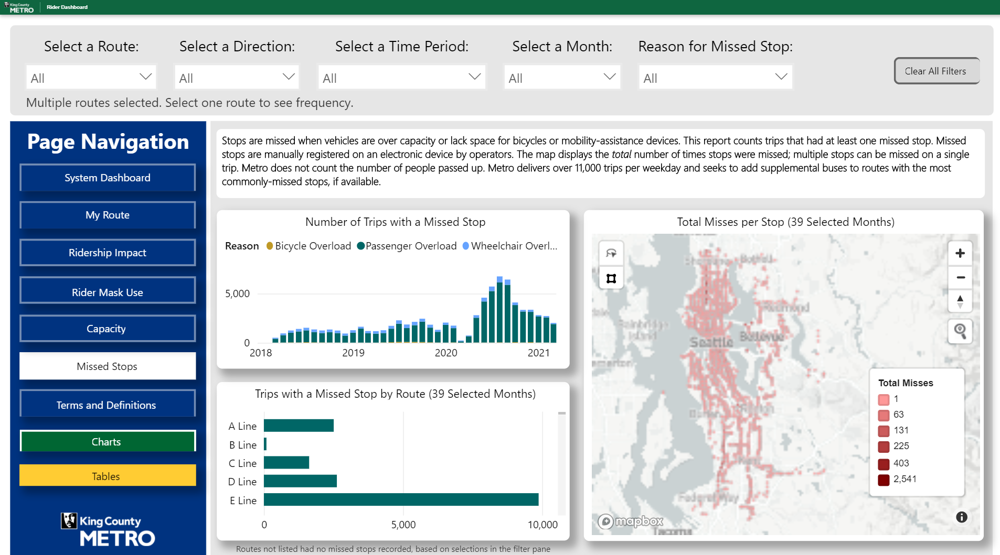 King County
METRO
Rider Dashboard
Select a Route:
Select a Direction:
Select a Time Period:
Select a Month:
Reason for Missed Stop:
All
All
All
All
All
Clear All Filters
Multiple routes selected. Select one route to see frequency.
Page Navigation
System Dashboard
My Route
Ridership Impact
Rider Mask Use
Capacity
Missed Stops
Terms and Definitions
Charts
Tables
King County
METRO
Stops are missed when vehicles are over capacity or lack space for bicycles or mobility-assistance devices. This report counts trips that had at least one missed stop. Missed
stops are manually registered on an electronic device by operators. The map displays the total number of times stops were missed; multiple stops can be missed on a single
trip. Metro does not count the number of people passed up. Metro delivers over 11,000 trips per weekday and seeks to add supplemental buses to routes with the most
commonly-missed stops, if available.
Number of Trips with a Missed Stop
Reason Bicycle Overload Passenger Overload Wheelchair Overl...
5,000
0
2018 2019 2020 2021
Trips with a Missed Stop by Route (39 Selected Months)
A Line
B Line
C Line
D Line
E Line
0 5,000 10,000
Routes not listed had no missed stops recorded, based on selections in the filter pane
Total Misses per Stop (39 Selected Months)
Shoreline
Bothell
Redmond
Bainbridge
Island
Seattle
Bellevue
Burien
Renton
Kent
Federal Way
Tacoma
Total Misses
1
63
131
225
403
2,541
mapbox